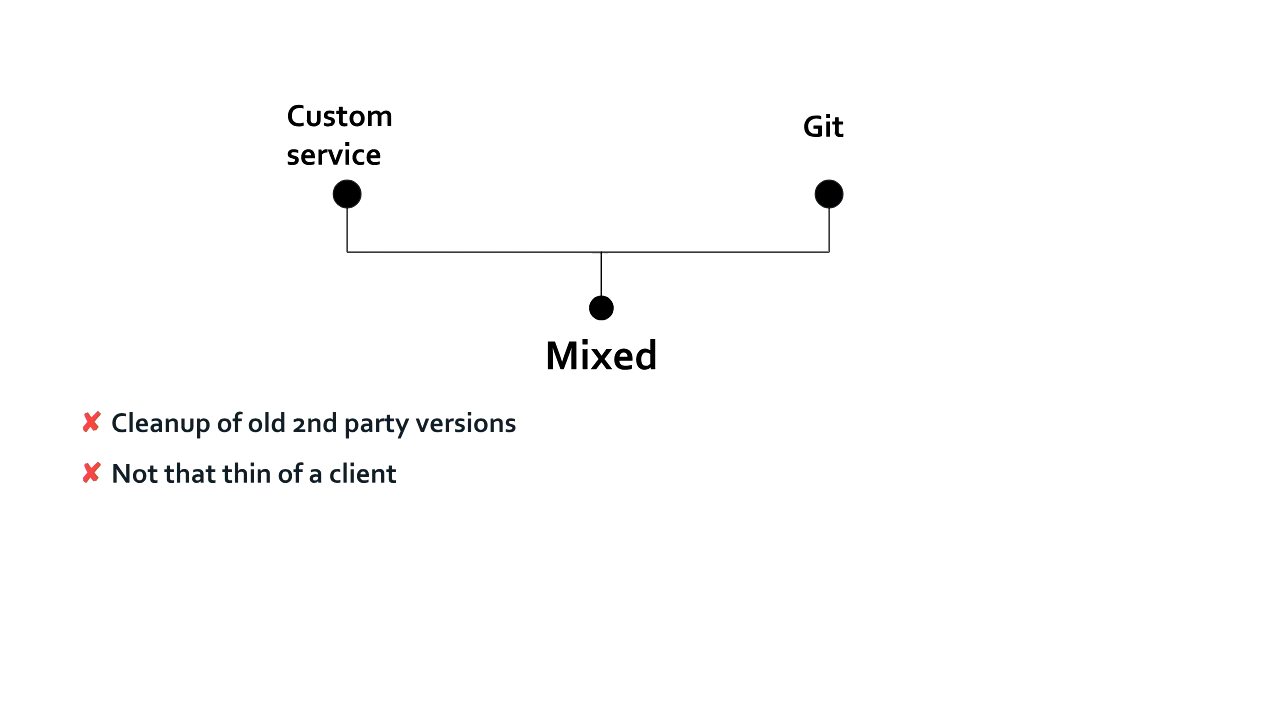 Custom
service
Git
Mixed
✘ Cleanup of old 2nd party versions
✘ Not that thin of a client